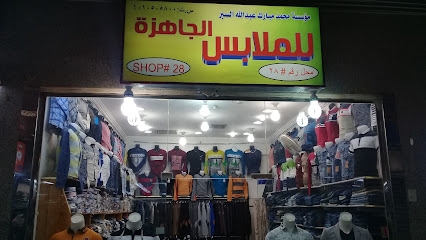 مؤسسة محمد مبارك عبدالله
الجاهزة
للملابس
SHOP# 28
محل رقم # ٢٨